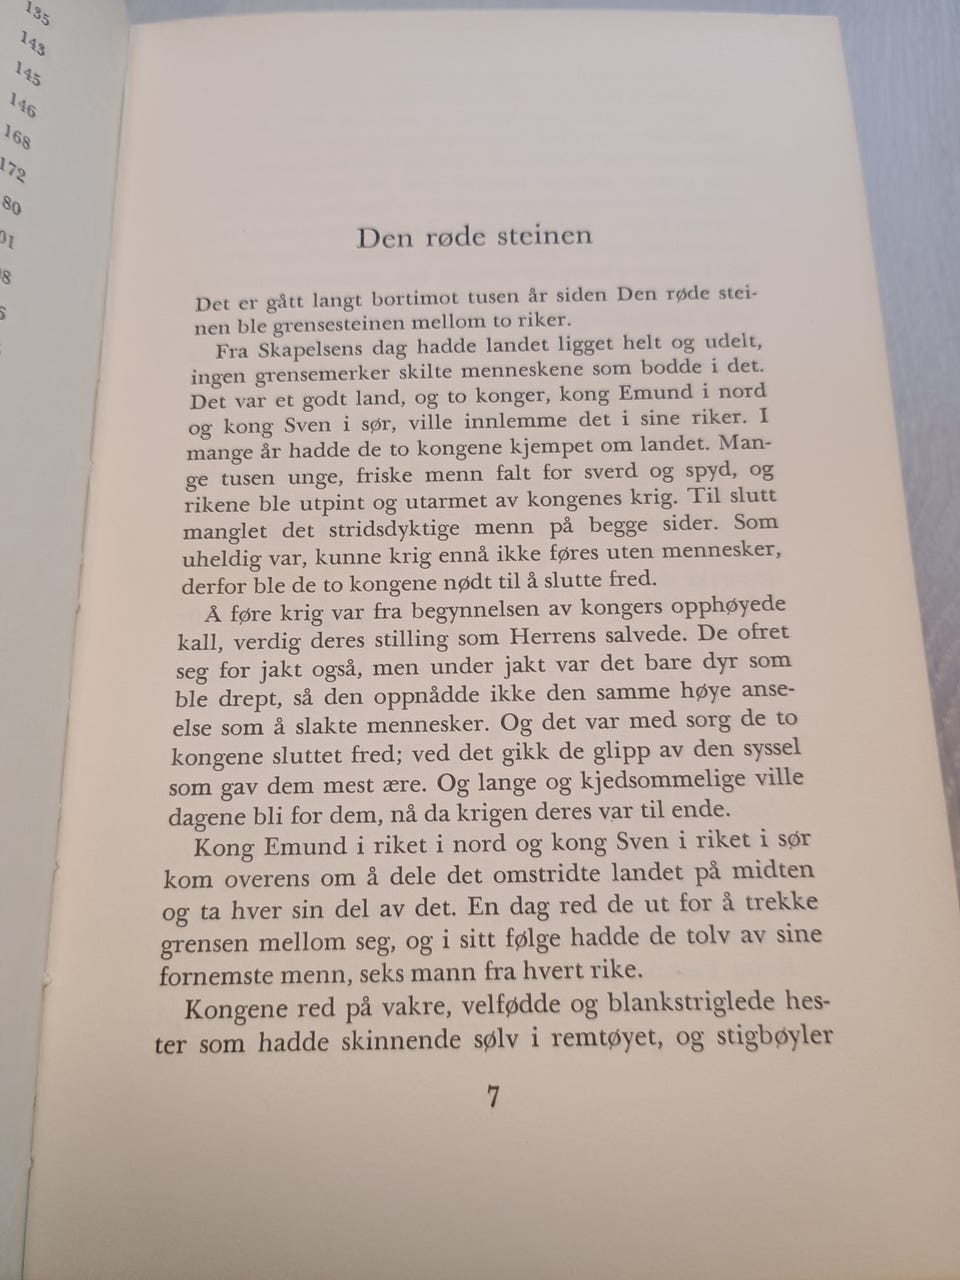 135
143
145
146
168
172
80
01
8
Den røde steinen
Det er gått langt bortimot tusen år siden Den røde stei-
nen ble grensesteinen mellom to riker.
Fra Skapelsens dag hadde landet ligget helt og udelt,
ingen grensemerker skilte menneskene som bodde i det.
Det var et godt land, og to konger, kong Emund i nord
og kong Sven i sør, ville innlemme det i sine riker. I
mange år hadde de to kongene kjempet om landet. Man-
ge tusen unge, friske menn falt for sverd og spyd, og
rikene ble utpint og utarmet av kongenes krig. Til slutt
manglet det stridsdyktige menn på begge sider. Som
uheldig var, kunne krig ennå ikke føres uten mennesker,
derfor ble de to kongene nødt til å slutte fred.
Å føre krig var fra begynnelsen av kongers opphøyede
kall, verdig deres stilling som Herrens salvede. De ofret
seg for jakt også, men under jakt var det bare dyr som
ble drept, så den oppnådde ikke den samme høye anse-
else som å slakte mennesker. Og det var med sorg de to
kongene sluttet fred; ved det gikk de glipp av den syssel
som gav dem mest ære. Og lange og kjedsommelige ville
dagene bli for dem, nå da krigen deres var til ende.
Kong Emund i riket i nord og kong Sven i riket i sør
kom overens om å dele det omstridte landet på midten
og ta hver sin del av det. En dag red de ut for å trekke
grensen mellom seg, og i sitt følge hadde de tolv av sine
fornemste menn, seks mann fra hvert rike.
Kongene red på vakre, velfødde og blankstriglede hes-
ter som hadde skinnende sølv i remtøyet, og stigbøyler
7